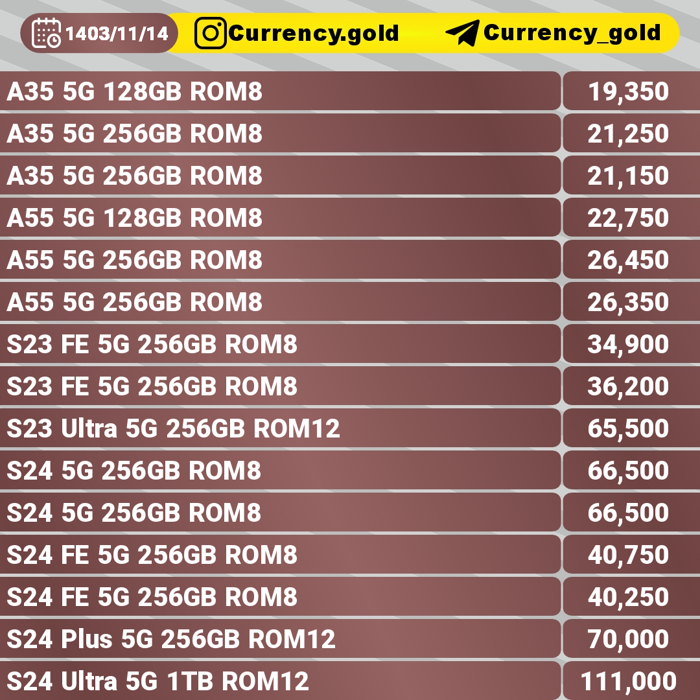 1403/11/14 Currency.gold Currency_gold
A35 5G 128GB ROM8 19,350
A35 5G 256GB ROM8 21,250
A35 5G 256GB ROM8 21,150
A55 5G 128GB ROM8 22,750
A55 5G 256GB ROM8 26,450
A55 5G 256GB ROM8 26,350
S23 FE 5G 256GB ROM8 34,900
S23 FE 5G 256GB ROM8 36,200
S23 Ultra 5G 256GB ROM12 65,500
S24 5G 256GB ROM8 66,500
S24 5G 256GB ROM8 66,500
S24 FE 5G 256GB ROM8 40,750
S24 FE 5G 256GB ROM8 40,250
S24 Plus 5G 256GB ROM12 70,000
S24 Ultra 5G 1TB ROM12 111,000